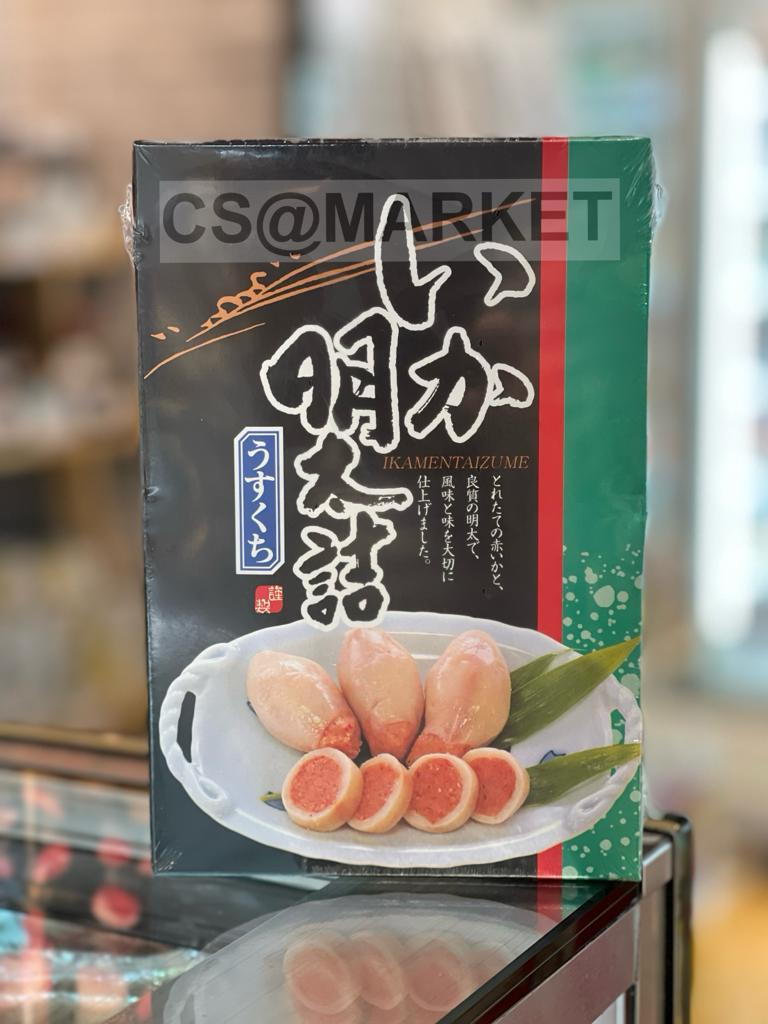 CS@MARKET
いか
明太詰
IKAMENTAIZUME
とれたての赤いかと、
良質の明太で、
風味と味を大切に
仕上げました。
うすくち
謹製